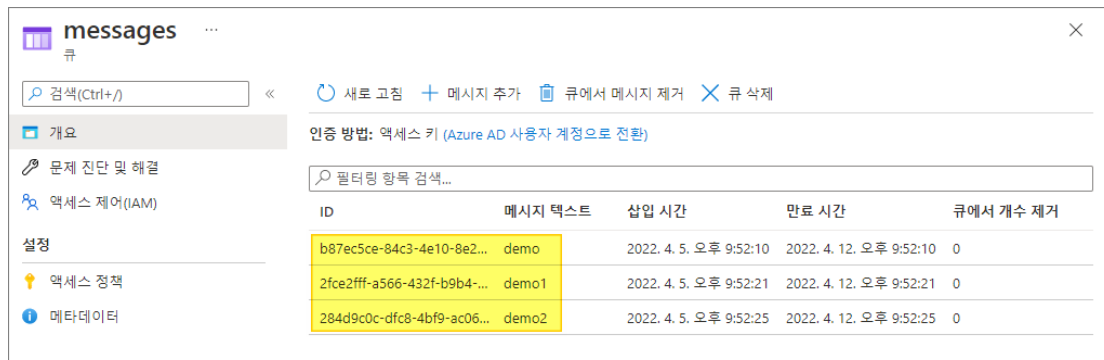 messages ...
큐
검색(Ctrl+/)
«
개요
문제 진단 및 해결
액세스 제어(IAM)
설정
액세스 정책
메타데이터
새로 고침 메시지 추가 큐에서 메시지 제거 큐 삭제
인증 방법: 액세스 키 (Azure AD 사용자 계정으로 전환)
필터링 항목 검색...
ID 메시지 텍스트 삽입 시간 만료 시간 큐에서 개수 제거
b87ec5ce-84c3-4e10-8e2... demo 2022. 4. 5. 오후 9:52:10 2022. 4. 12. 오후 9:52:10 0
2fce2fff-a566-432f-b9b4-... demo1 2022. 4. 5. 오후 9:52:21 2022. 4. 12. 오후 9:52:21 0
284d9c0c-dfc8-4bf9-ac06... demo2 2022. 4. 5. 오후 9:52:25 2022. 4. 12. 오후 9:52:25 0